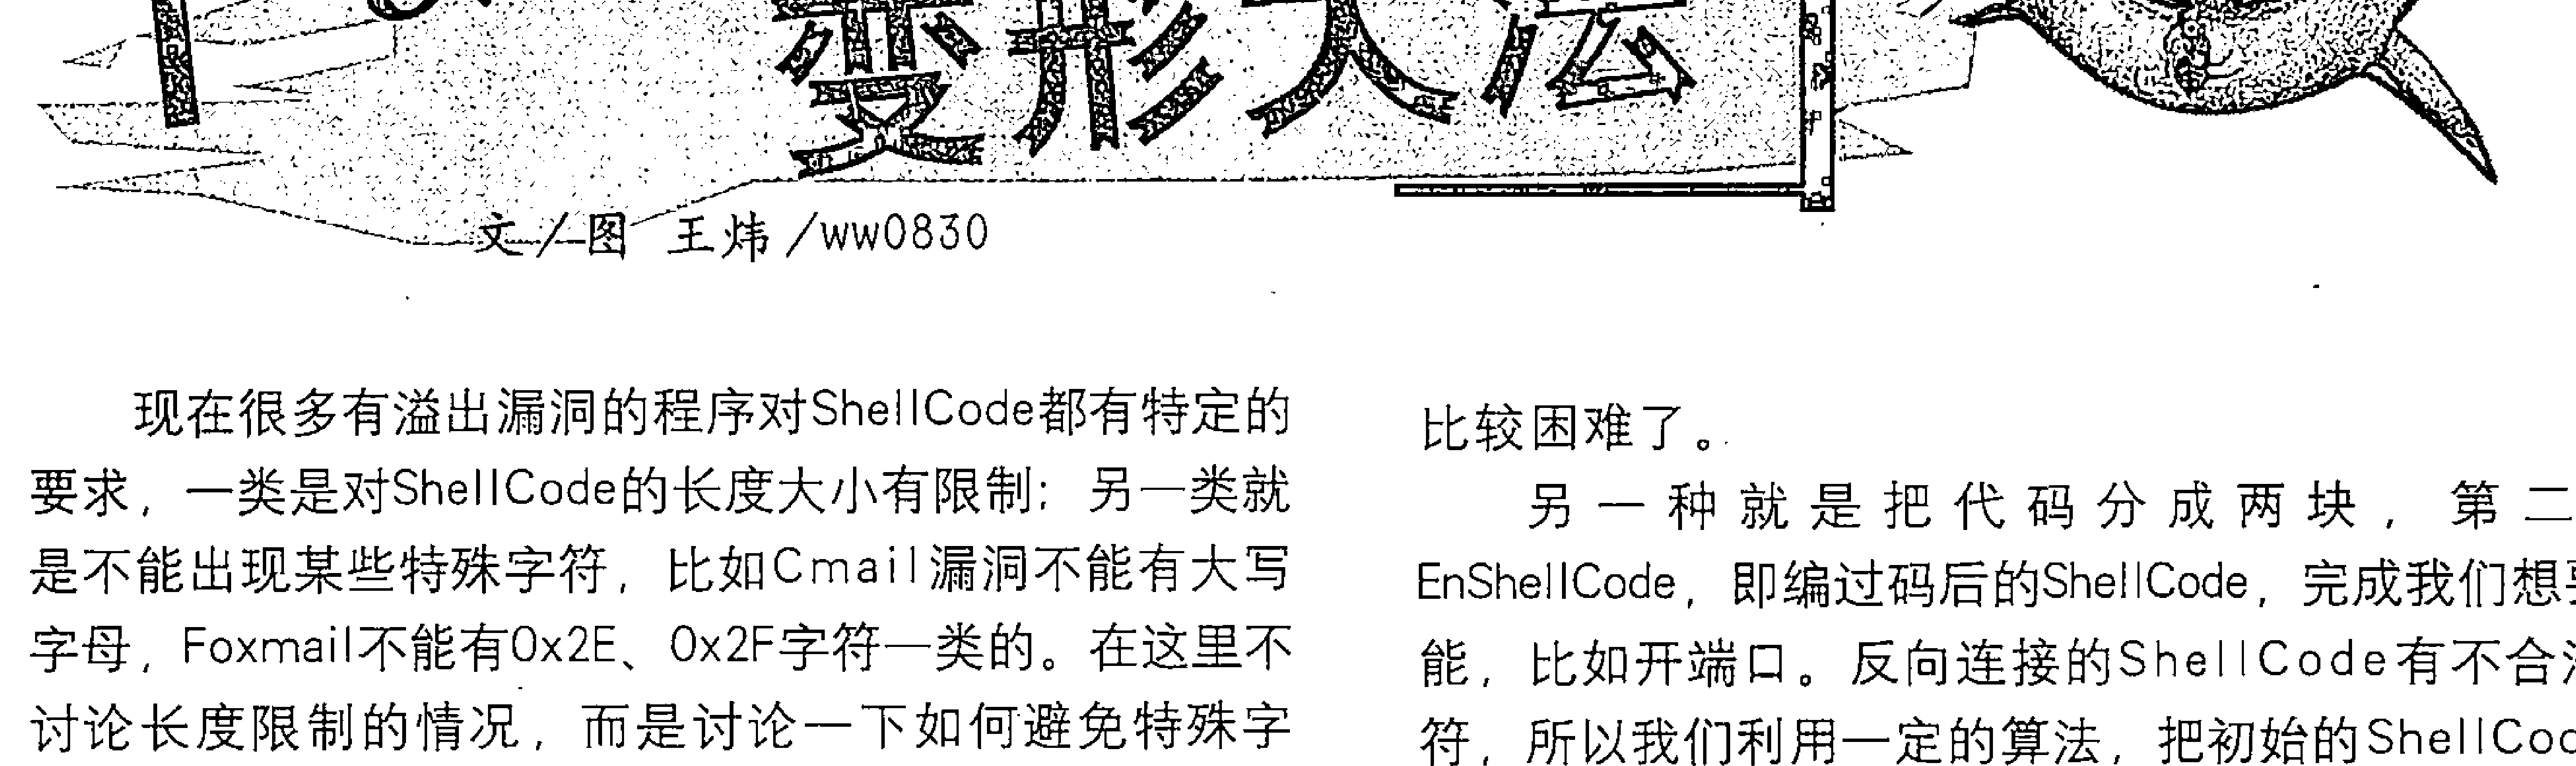 变形大法
文／图 王炜／ww0830
现在很多有溢出漏洞的程序对ShellCode都有特定的
要求，一类是对ShellCode的长度大小有限制；另一类就
是不能出现某些特殊字符，比如Cmail漏洞不能有大写
字母，Foxmail不能有0x2E、0x2F字符一类的。在这里不
讨论长度限制的情况，而是讨论一下如何避免特殊字
比较困难了。
另一种就是把代码分成两块，第二
EnShellCode，即编过码后的ShellCode，完成我们想
能，比如开端口。反向连接的ShellCode有不合
符，所以我们利用一定的算法，把初始的ShellCo